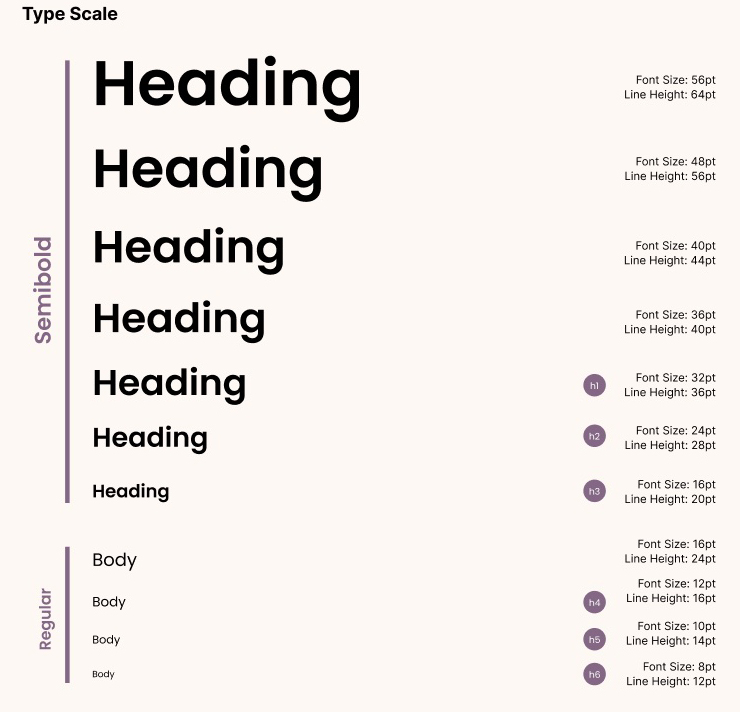 Type Scale
Semibold
Heading
Font Size: 56pt
Line Height: 64pt
Heading
Font Size: 48pt
Line Height: 56pt
Heading
Font Size: 40pt
Line Height: 44pt
Heading
Font Size: 36pt
Line Height: 40pt
Heading
h1
Font Size: 32pt
Line Height: 36pt
Heading
h2
Font Size: 24pt
Line Height: 28pt
Heading
h3
Font Size: 16pt
Line Height: 20pt
Regular
Body
Font Size: 16pt
Line Height: 24pt
Body
h4
Font Size: 12pt
Line Height: 16pt
Body
h5
Font Size: 10pt
Line Height: 14pt
Body
h6
Font Size: 8pt
Line Height: 12pt